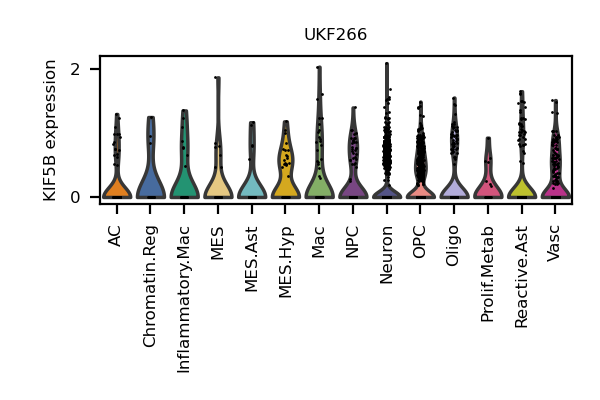 UKF266
KIF5B expression
2
0
AC
Chromatin.Reg
Inflammatory.Mac
MES
MES.Ast
MES.Hyp
Mac
NPC
Neuron
OPC
Oligo
Prolif.Metab
Reactive.Ast
Vasc